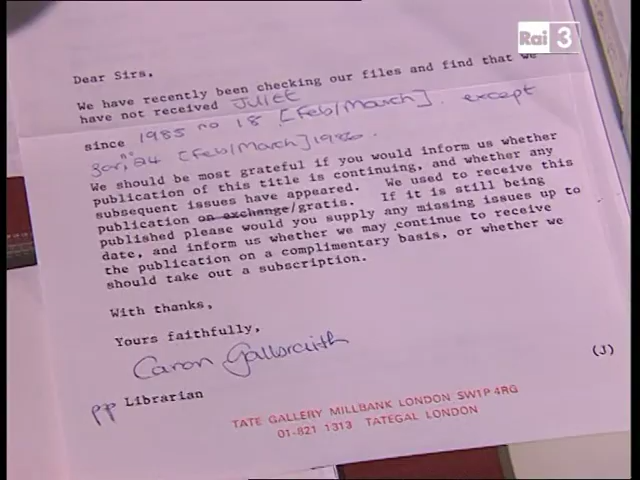 Rai 3
Dear Sirs,
We have recently been checking our files and find that we
have not received JULIET
since 1985 no 18 [Feb/March]. except
for, no 24 [Feb/March] 1986.
We should be most grateful if you would inform us whether
publication of this title is continuing, and whether any
subsequent issues have appeared. We used to receive this
publication on exchange/gratis. If it is still being
published please would you supply any missing issues up to
date, and inform us whether we may continue to receive
the publication on a complimentary basis, or whether we
should take out a subscription.
With thanks,
Yours faithfully,
Caron Galbraith
(J)
pp Librarian
TATE GALLERY MILLBANK LONDON SW1P 4RG
01-821 1313 TATEGAL LONDON